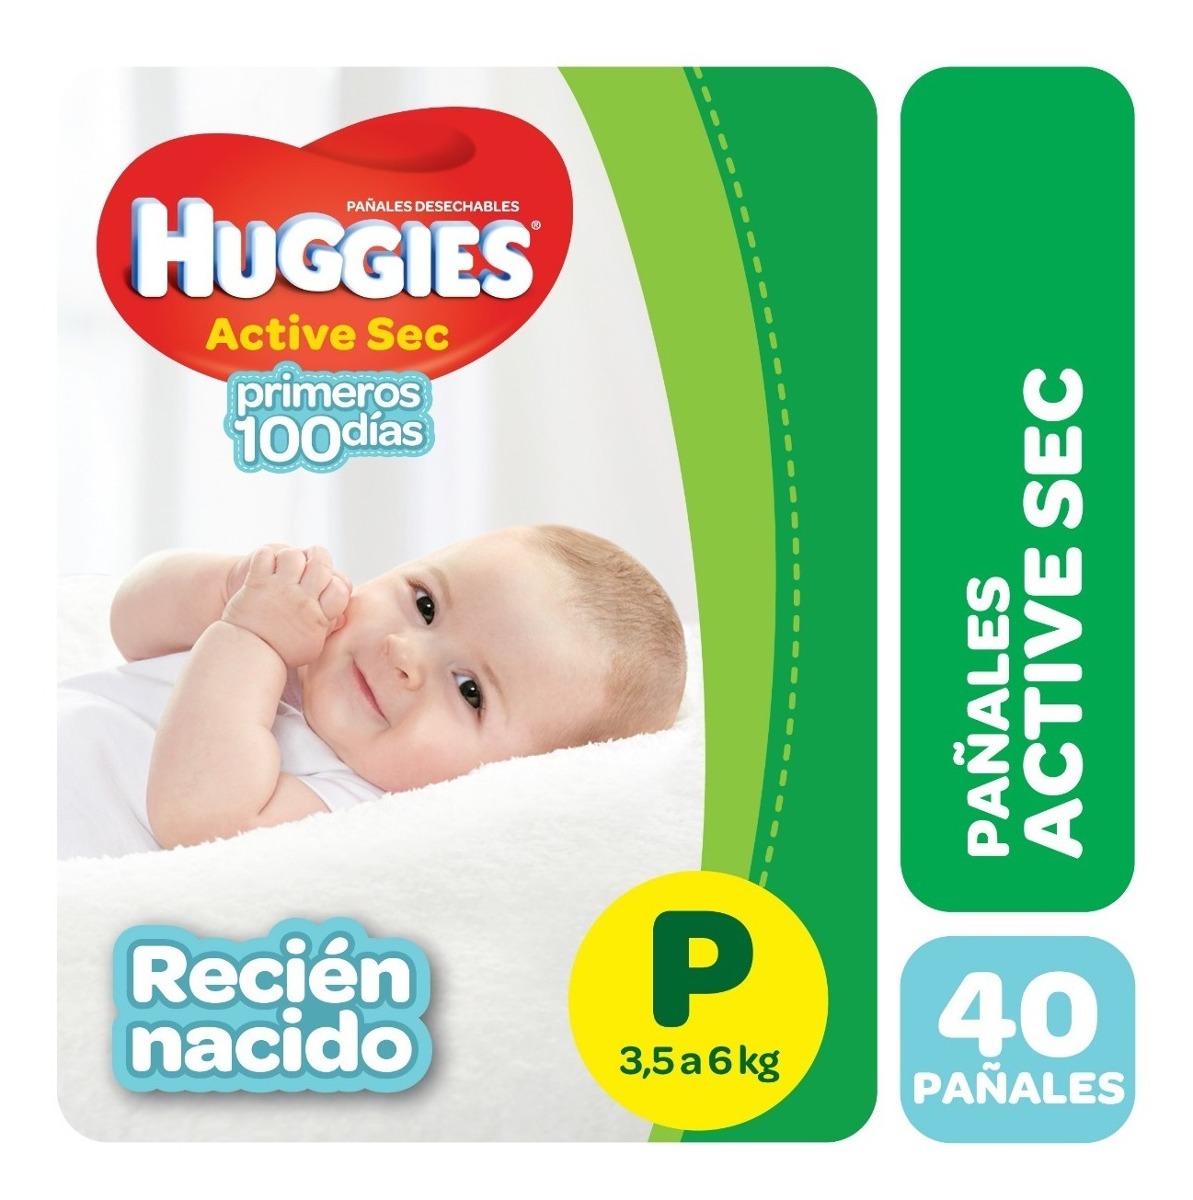 PAÑALES DESECHABLES
HUGGIES®
Active Sec
primeros
100días
Recién
nacido
P
3,5 a 6 kg
PAÑALES
ACTIVE SEC
40
PAÑALES